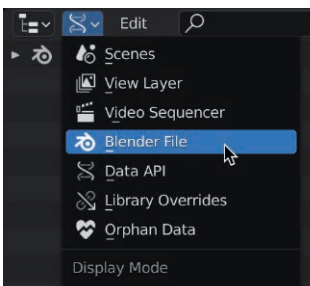 Edit
Scenes
View Layer
Video Sequencer
Blender File
Data API
Library Overrides
Orphan Data
Display Mode